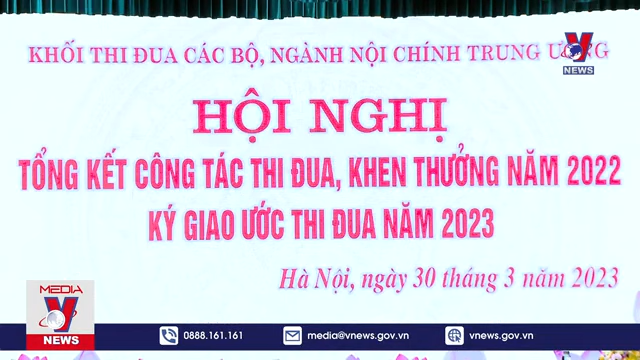 KHỐI THI ĐUA CÁC BỘ, NGÀNH NỘI CHÍNH TRUNG ƯƠNG
V NEWS
HỘI NGHỊ
TỔNG KẾT CÔNG TÁC THI ĐUA, KHEN THƯỞNG NĂM 2022
KÝ GIAO ƯỚC THI ĐUA NĂM 2023
Hà Nội, ngày 30 tháng 3 năm 2023
MEDIA
V NEWS
0888.161.161
media@vnews.gov.vn
vnews.gov.vn